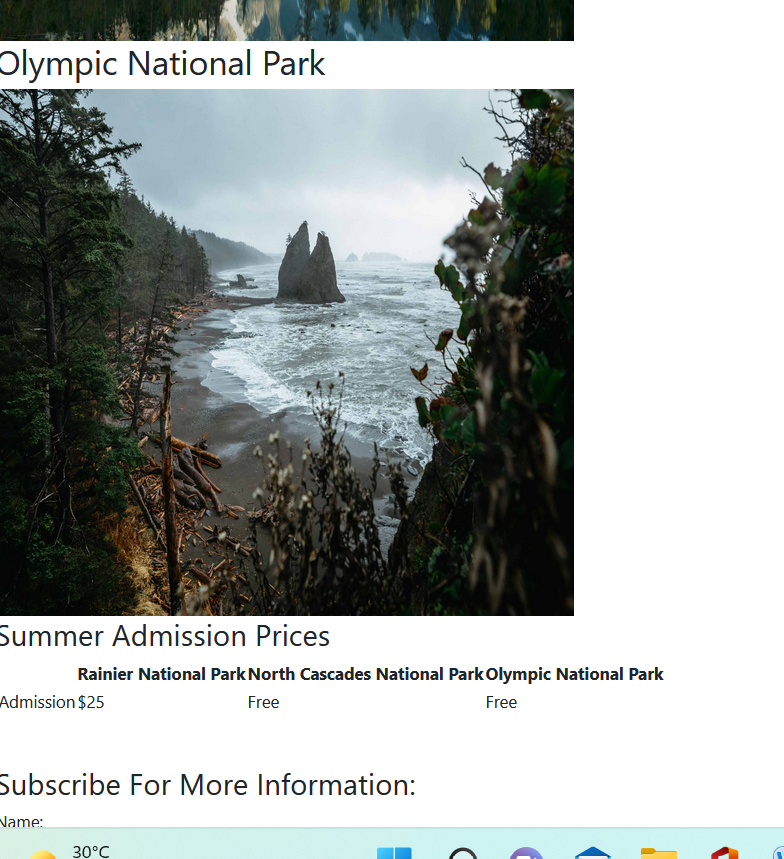 Olympic National Park
Summer Admission Prices
Rainier National Park North Cascades National Park Olympic National Park
Admission $25 Free Free
Subscribe For More Information:
Name:
30°C